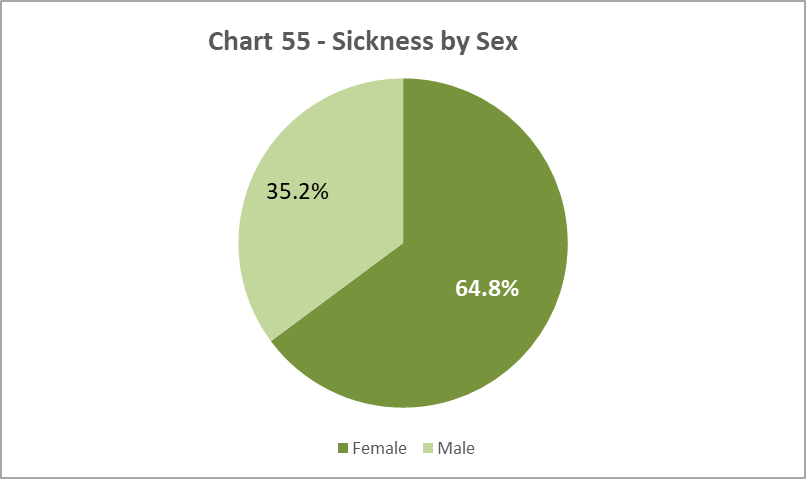 Chart 55 - Sickness by Sex
35.2%
64.8%
Female Male